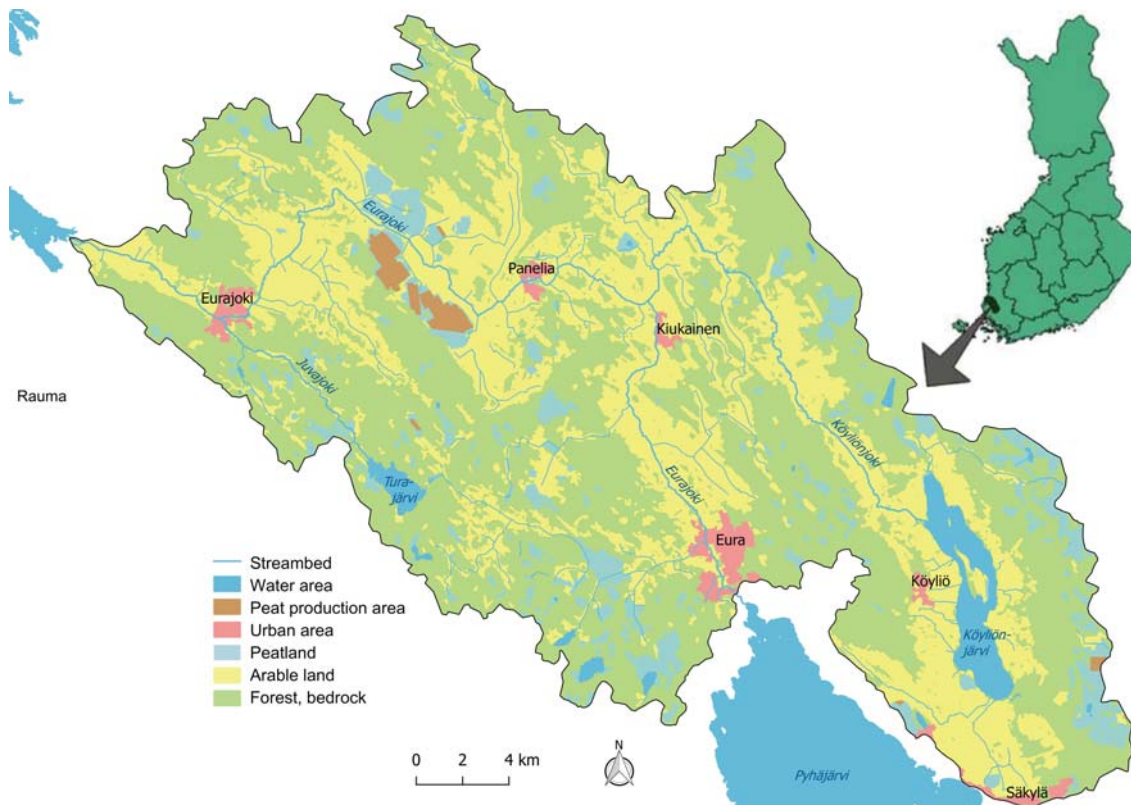 Eurajoki
Panelia
Eurajoki
Kiukainen
Juvajoki
Rauma
Köyliönjoki
Tura-
järvi
Eurajoki
Eura
Köyliö
Köyliön-
järvi
Streambed
Water area
Peat production area
Urban area
Peatland
Arable land
Forest, bedrock
0 2 4 km
N
Pyhäjärvi
Säkylä